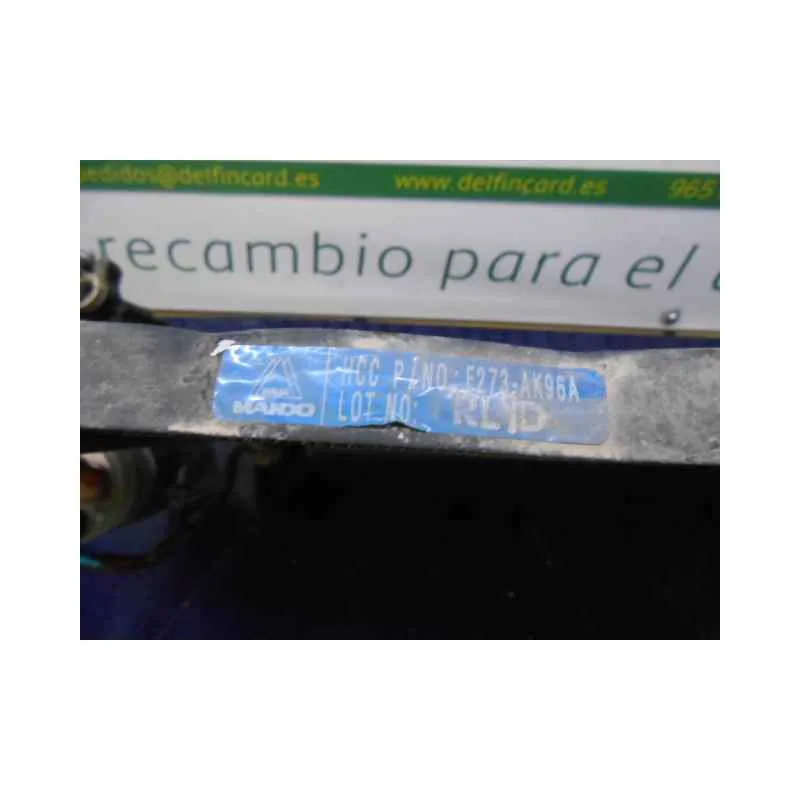 pedidos@delfincard.es www.delfincard.es 965
recambio para el
HCC P/NO: F273-AK96A
MANDO
LOT NO: